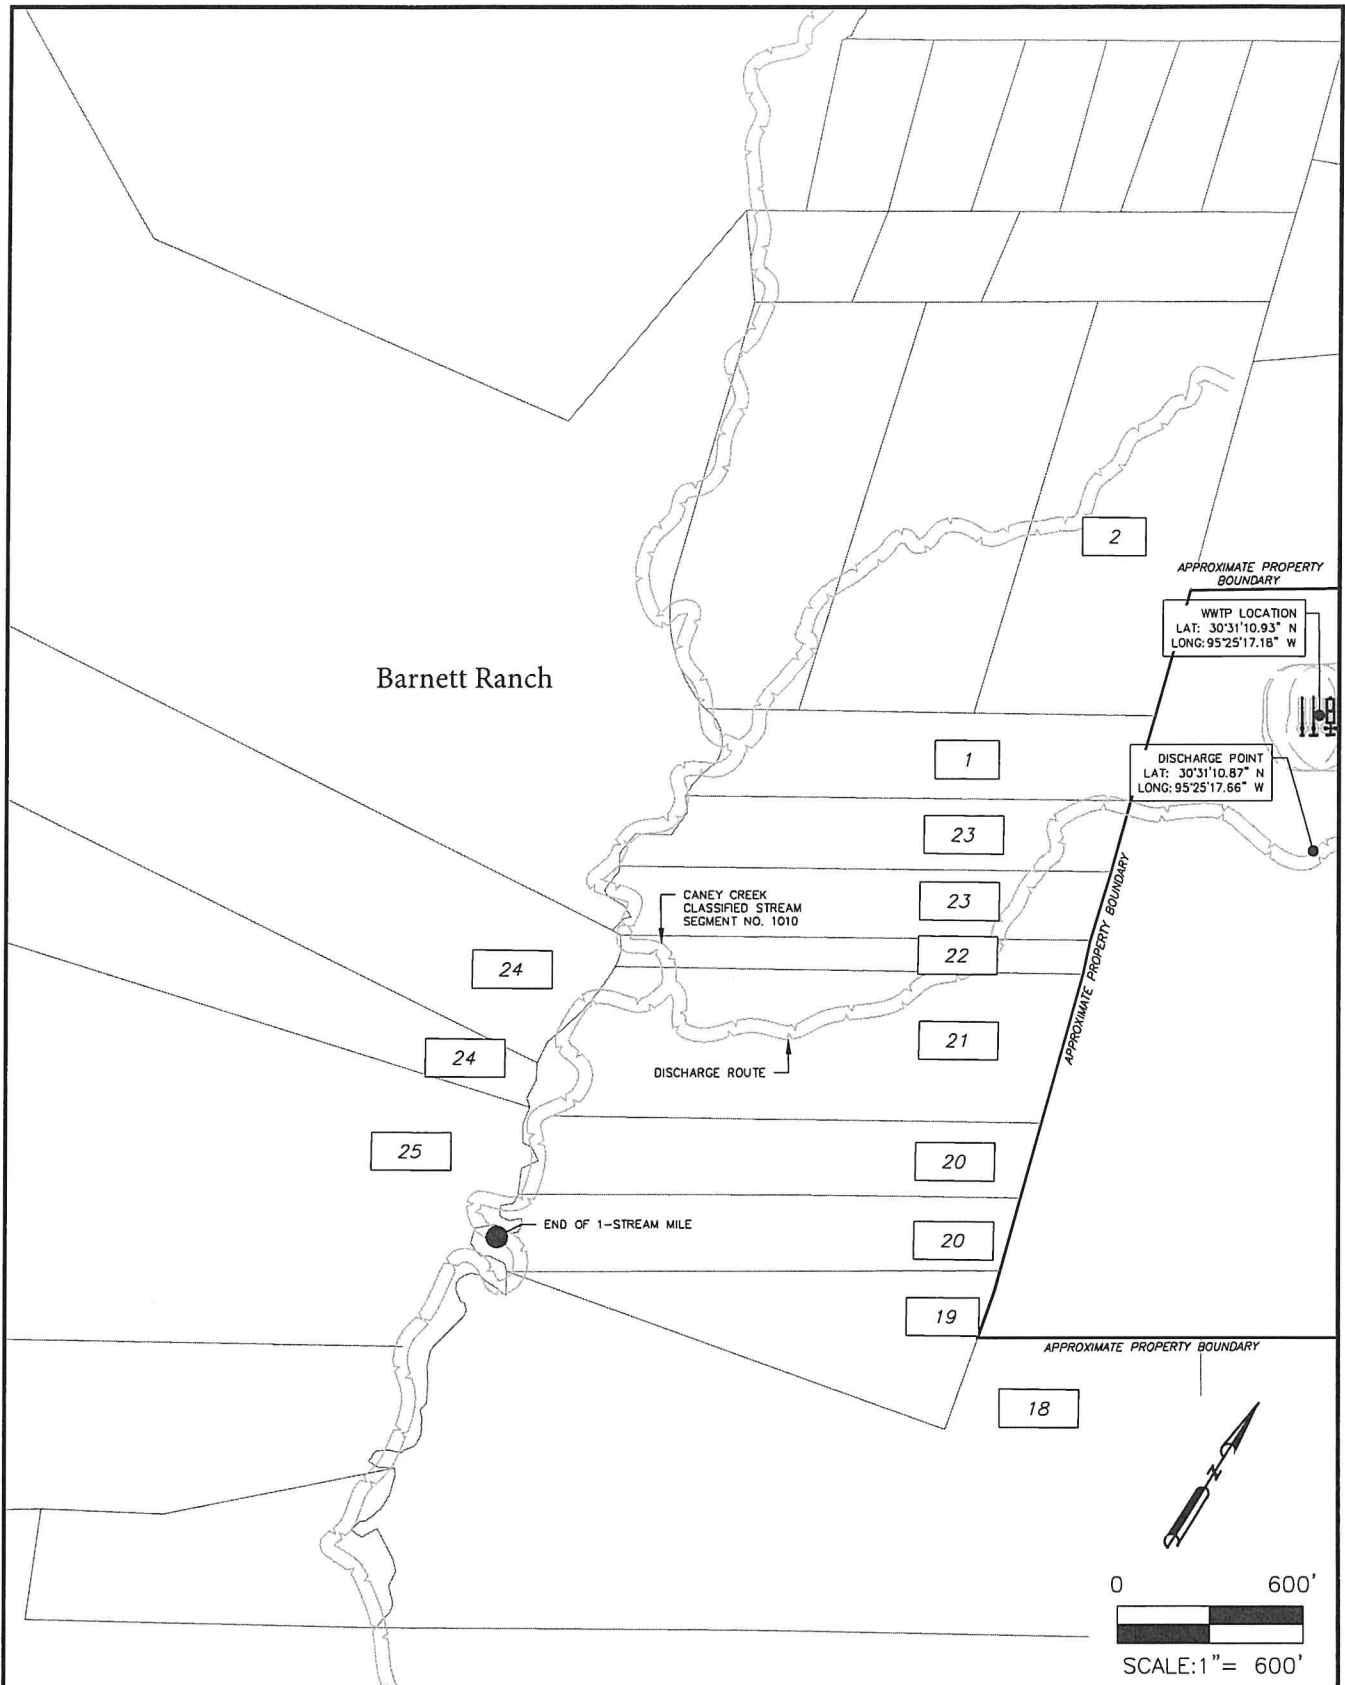 2
APPROXIMATE PROPERTY
BOUNDARY
WWTP LOCATION
LAT: 30°31'10.93" N
LONG: 95°25'17.18" W
Barnett Ranch
1
DISCHARGE POINT
LAT: 30°31'10.87" N
LONG: 95°25'17.66" W
23
CANEY CREEK
CLASSIFIED STREAM
SEGMENT NO. 1010
23
22
24
APPROXIMATE PROPERTY BOUNDARY
21
24
DISCHARGE ROUTE
25
20
END OF 1-STREAM MILE
20
19
APPROXIMATE PROPERTY BOUNDARY
18
N
0 600'
SCALE: 1"= 600'